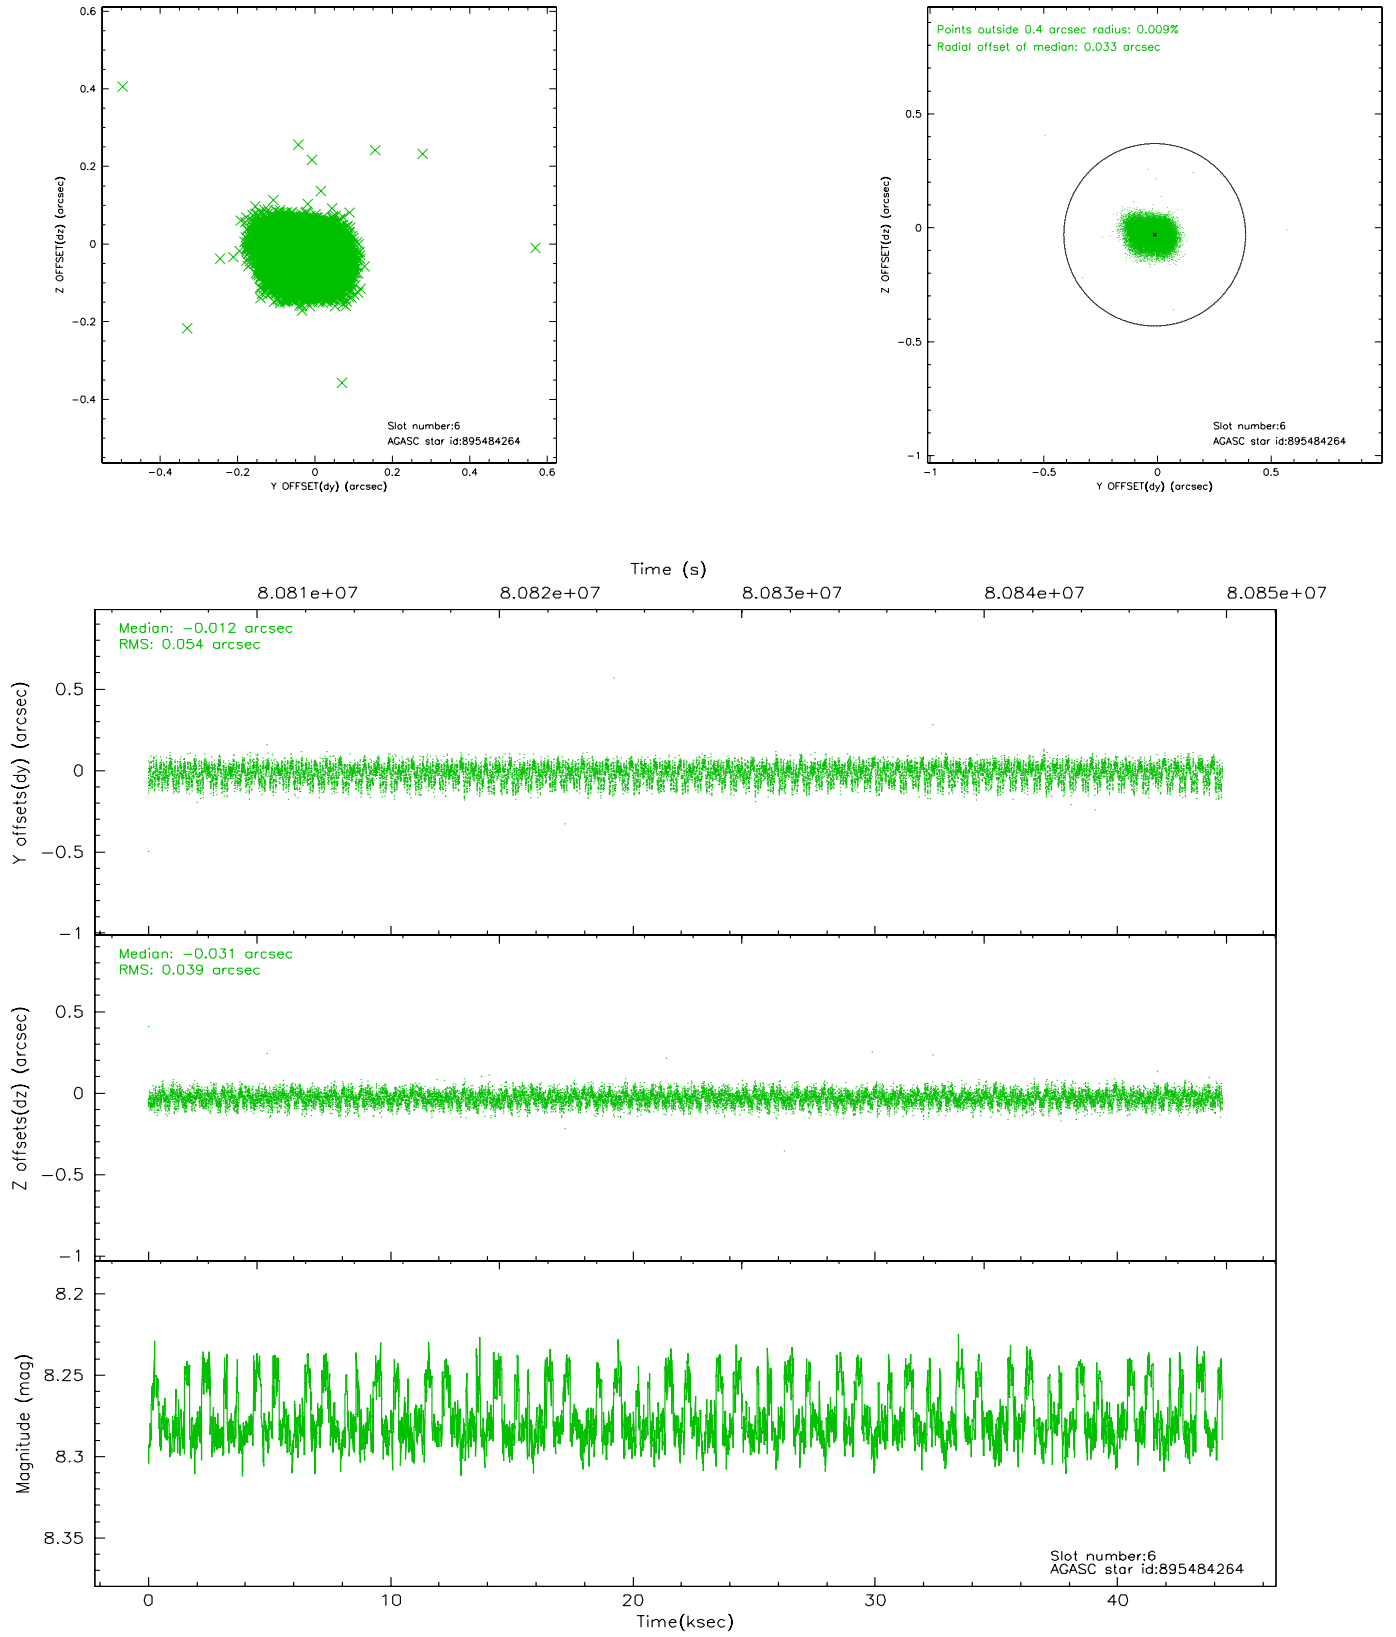 0.6
0.4
0.2
0
−0.2
−0.4
Z OFFSET(dz) (arcsec)
Slot number:6
AGASC star id:895484264
−0.4 −0.2 0 0.2 0.4 0.6
Y OFFSET(dy) (arcsec)
Points outside 0.4 arcsec radius: 0.009%
Radial offset of median: 0.033 arcsec
0.5
0
−0.5
−1
Z OFFSET(dz) (arcsec)
Slot number:6
AGASC star id:895484264
−1 −0.5 0 0.5
Y OFFSET(dy) (arcsec)
Time (s)
8.081e+07 8.082e+07 8.083e+07 8.084e+07 8.085e+07
Median: −0.012 arcsec
RMS: 0.054 arcsec
0.5
0
−0.5
−1
Y offsets(dy) (arcsec)
Median: −0.031 arcsec
RMS: 0.039 arcsec
0.5
0
−0.5
−1
Z offsets(dz) (arcsec)
8.2
8.25
8.3
8.35
Magnitude (mag)
Slot number:6
AGASC star id:895484264
0 10 20 30 40
Time(ksec)